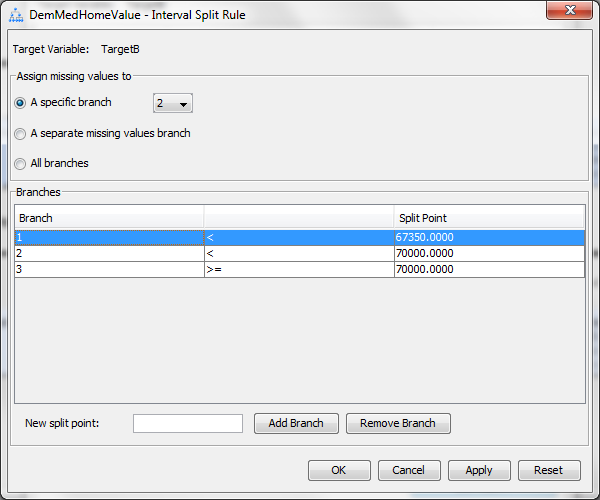 DemMedHomeValue - Interval Split Rule
Target Variable: TargetB
Assign missing values to
A specific branch 2
A separate missing values branch
All branches
Branches
Branch Split Point
1 < 67350.0000
2 < 70000.0000
3 >= 70000.0000
New split point: Add Branch Remove Branch
OK Cancel Apply Reset